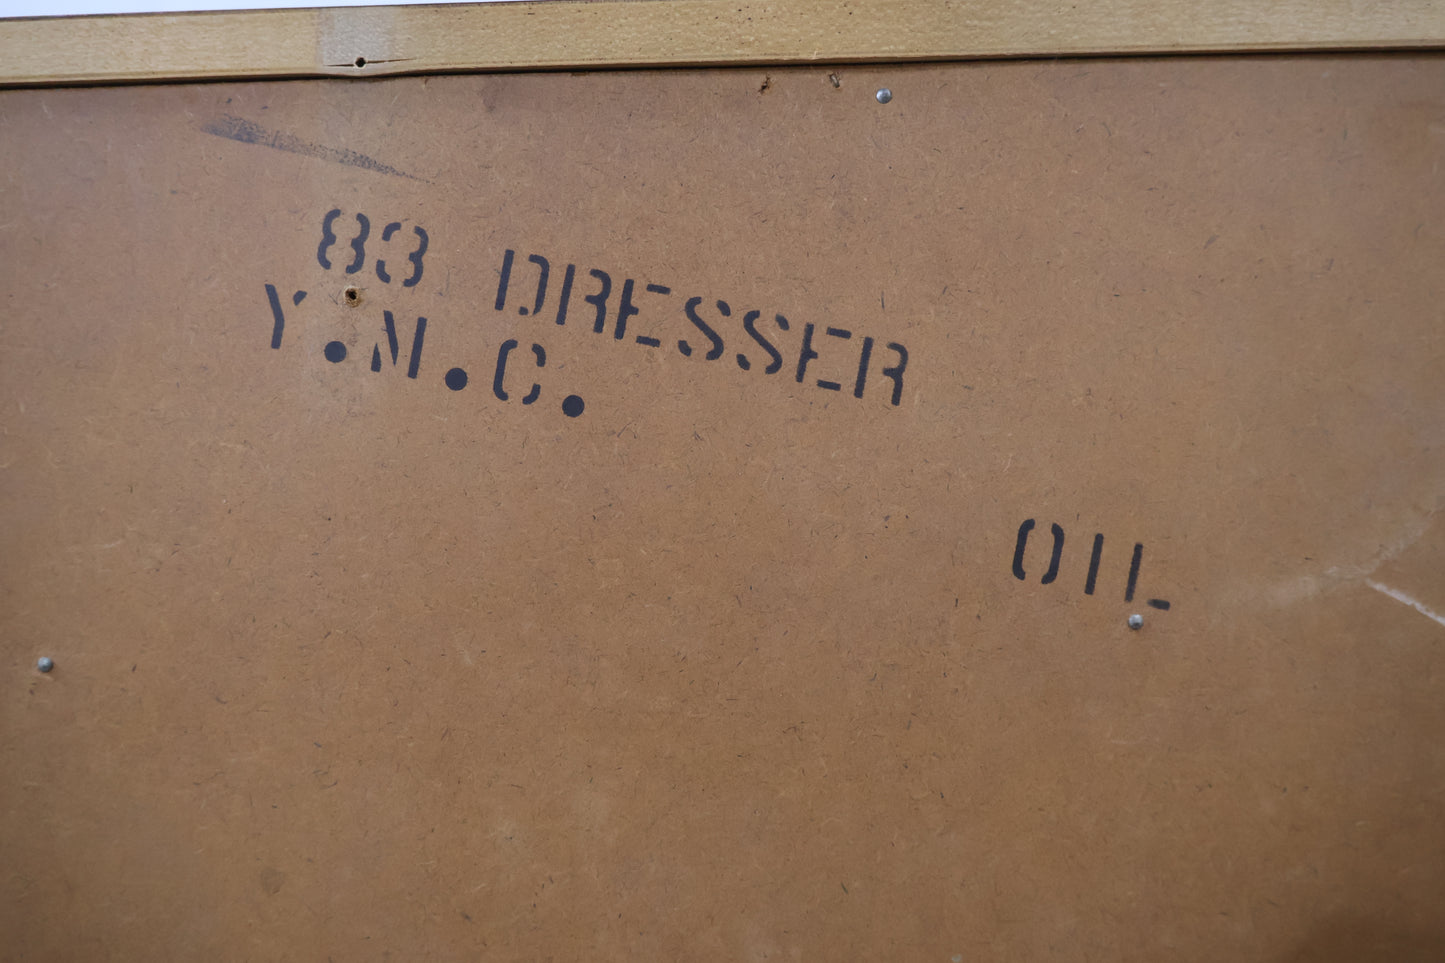 83 DRESSER
Y.M.C.
OIL